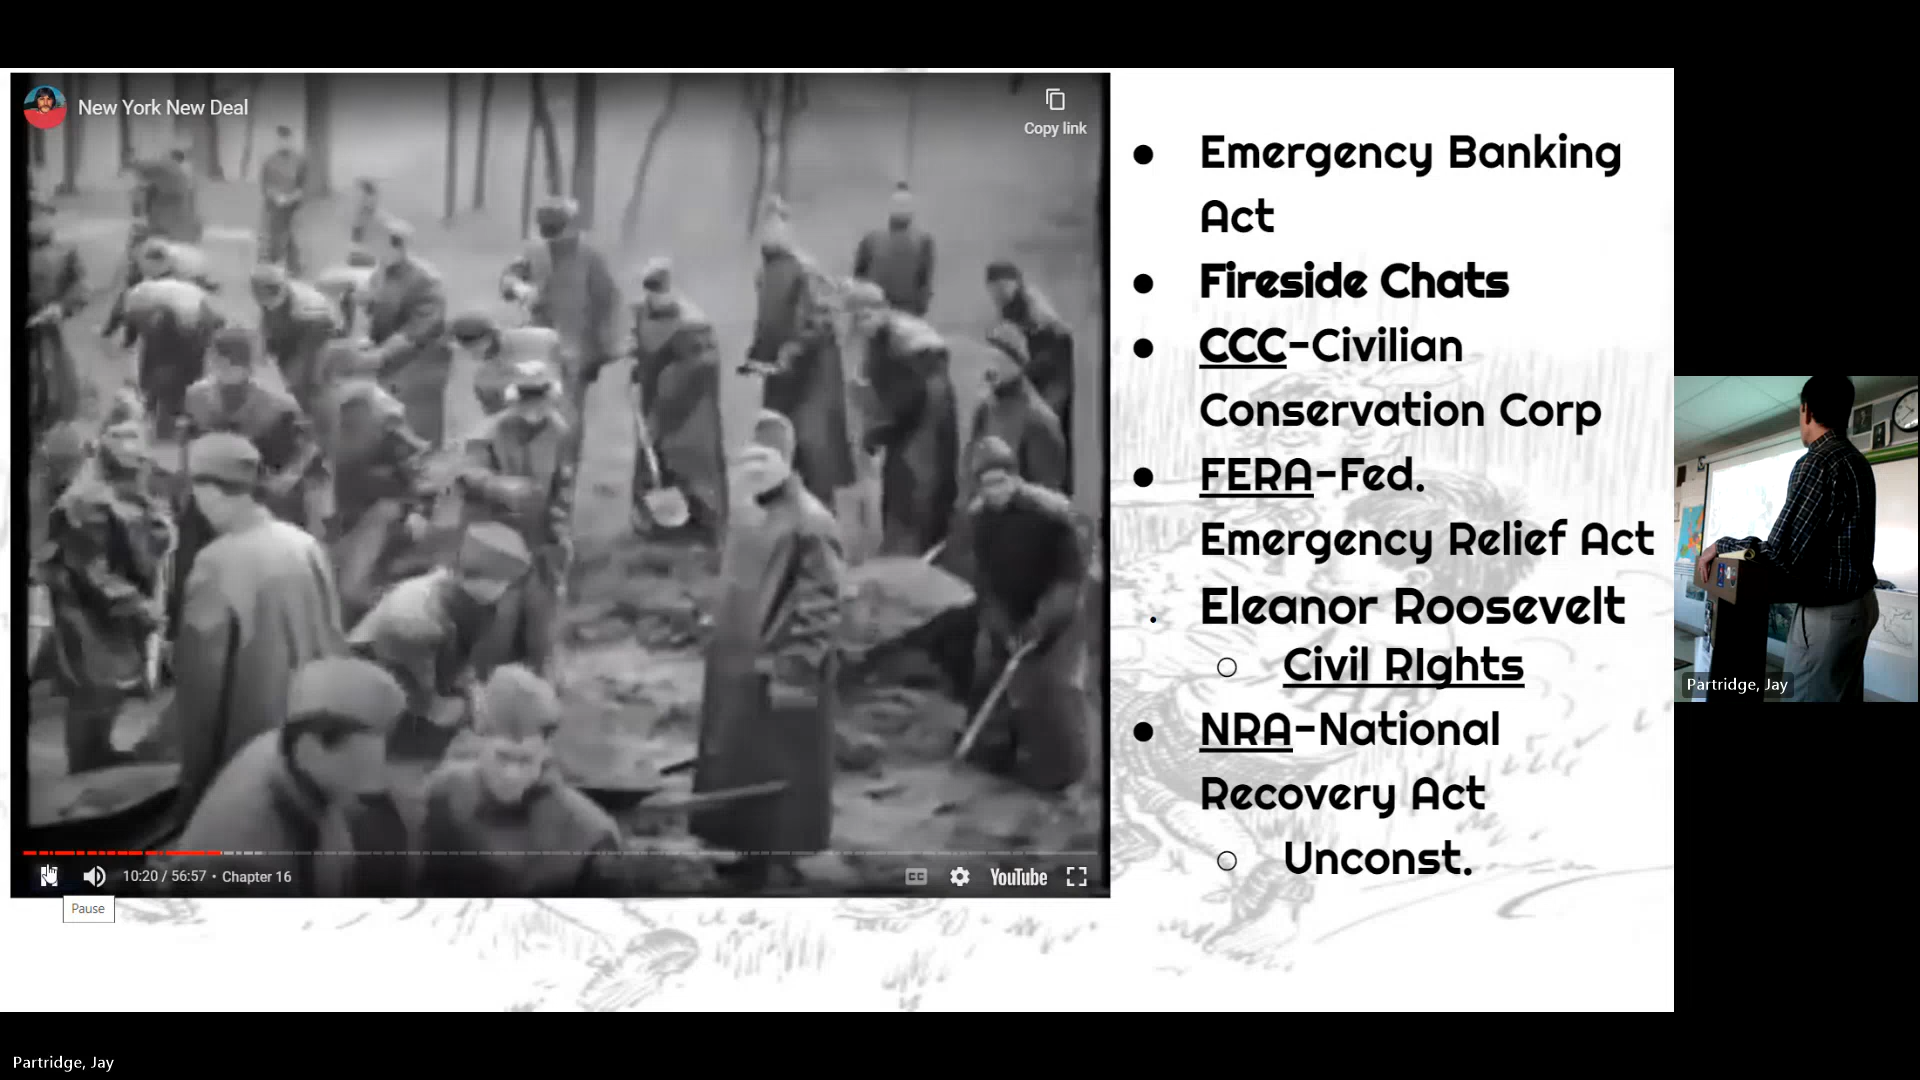 New York New Deal
Copy link
Emergency Banking
Act
Fireside Chats
CCC-Civilian
Conservation Corp
FERA-Fed.
Emergency Relief Act
Eleanor Roosevelt
Civil RIghts
NRA-National
Recovery Act
Unconst.
10:20 / 56:57 • Chapter 16
CC
YouTube
Pause
Partridge, Jay
Partridge, Jay